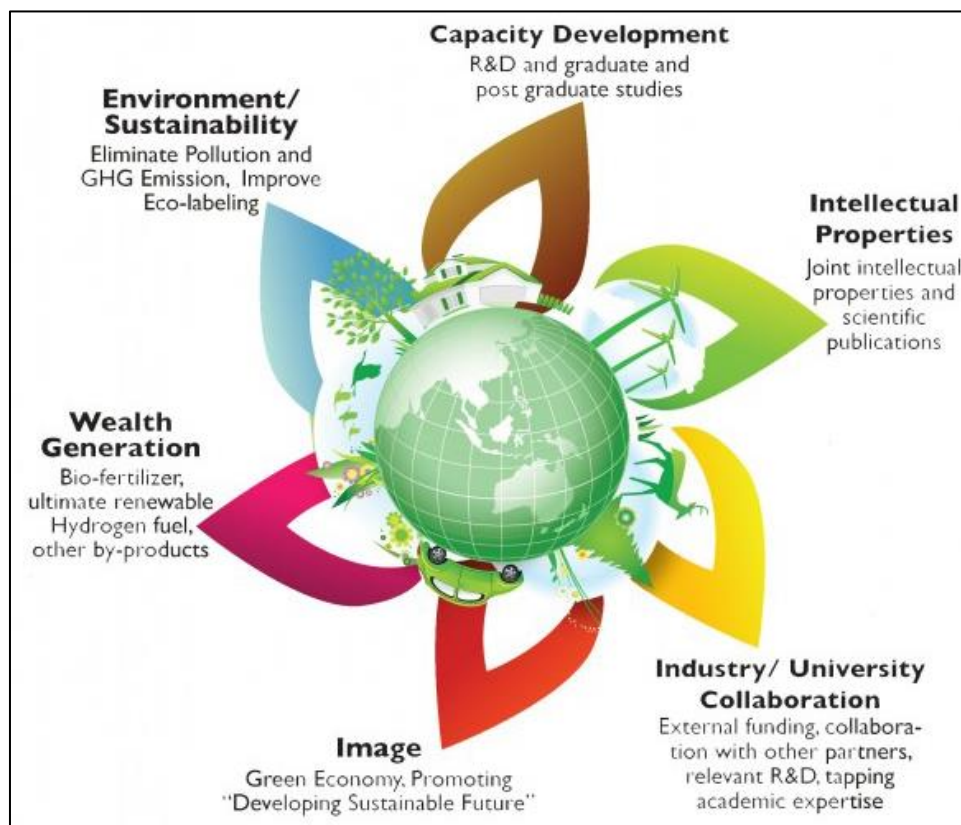 Capacity Development
R&D and graduate and
post graduate studies
Environment/
Sustainability
Eliminate Pollution and
GHG Emission, Improve
Eco-labeling
Intellectual
Properties
Joint intellectual
properties and
scientific
publications
Wealth
Generation
Bio-fertilizer,
ultimate renewable
Hydrogen fuel,
other by-products
Industry/ University
Collaboration
External funding, collabora-
tion with other partners,
relevant R&D, tapping
academic expertise
Image
Green Economy, Promoting
“Developing Sustainable Future”